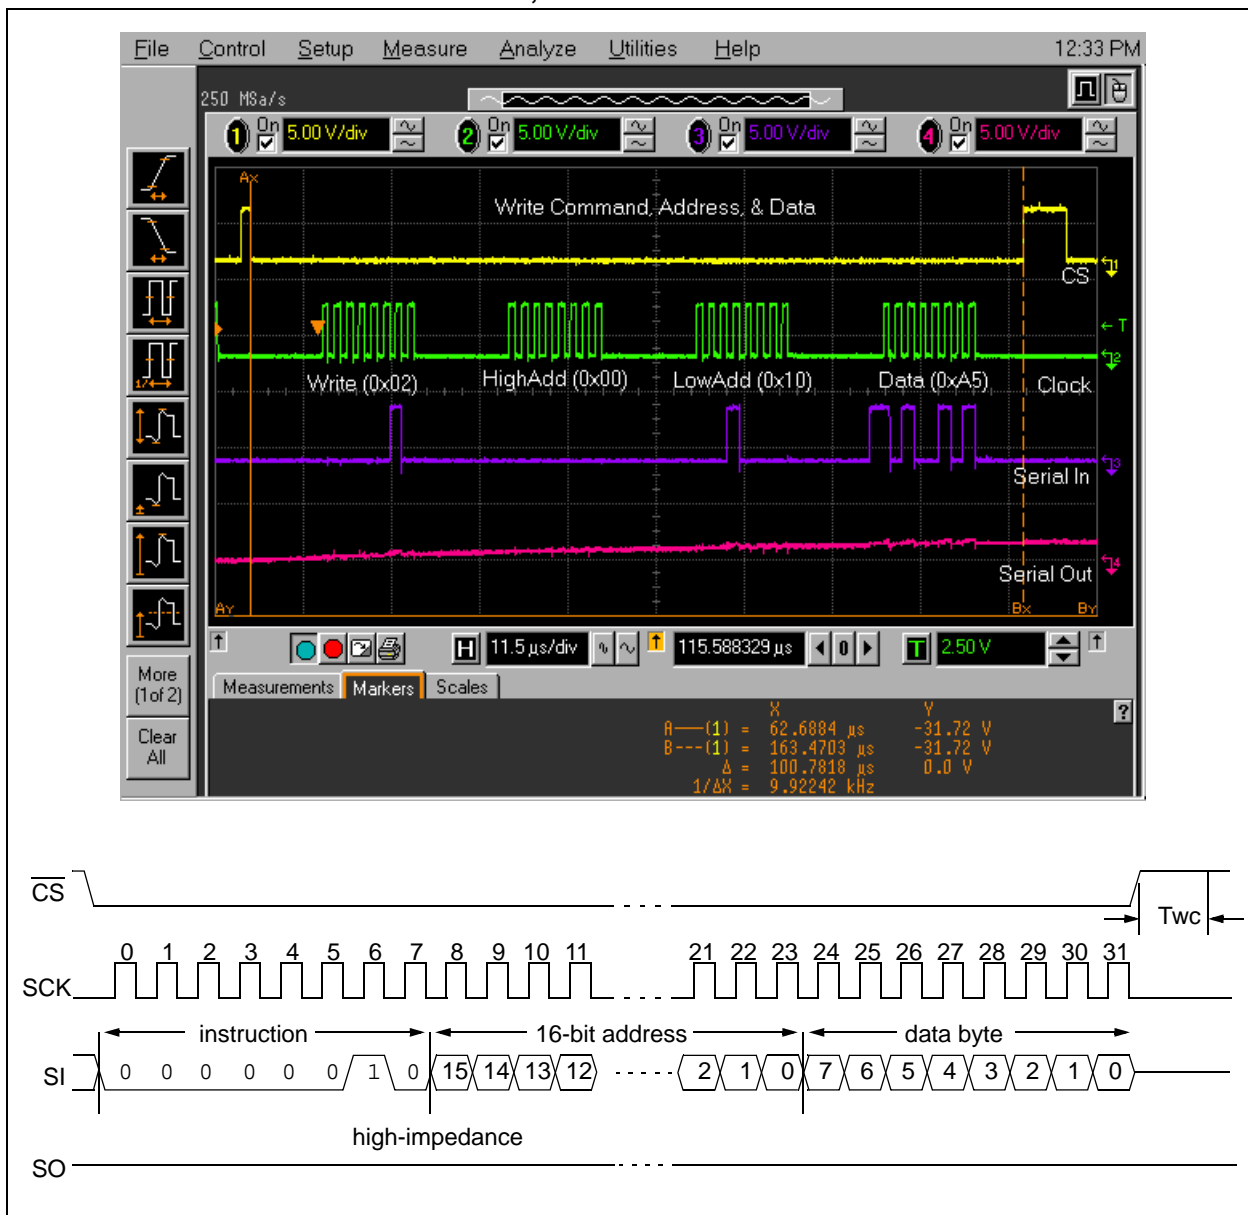 File Control Setup Measure Analyze Utilities Help 12:33 PM
250 MSa/s
1 On 5.00 V/div 2 On 5.00 V/div 3 On 5.00 V/div 4 On 5.00 V/div
Ax
Write Command, Address, & Data
1
CS
T
2
Write (0x02) HighAdd (0x00) LowAdd (0x10) Data (0xA5) Clock
3
Serial In
4
Serial Out
AY Bx BY
H 11.5 µs/div 115.588329 µs 0 T 2.50 V
More
(1of 2)
Clear
All
Measurements Markers Scales
?
X Y
A---(1) = 62.6884 µs -31.72 V
B---(1) = 163.4703 µs -31.72 V
Δ = 100.7818 µs 0.0 V
1/ΔX = 9.92242 kHz
CS
Twc
0 1 2 3 4 5 6 7 8 9 10 11 21 22 23 24 25 26 27 28 29 30 31
SCK
instruction 16-bit address data byte
SI 0 0 0 0 0 0 1 0 15 14 13 12 2 1 0 7 6 5 4 3 2 1 0
high-impedance
SO